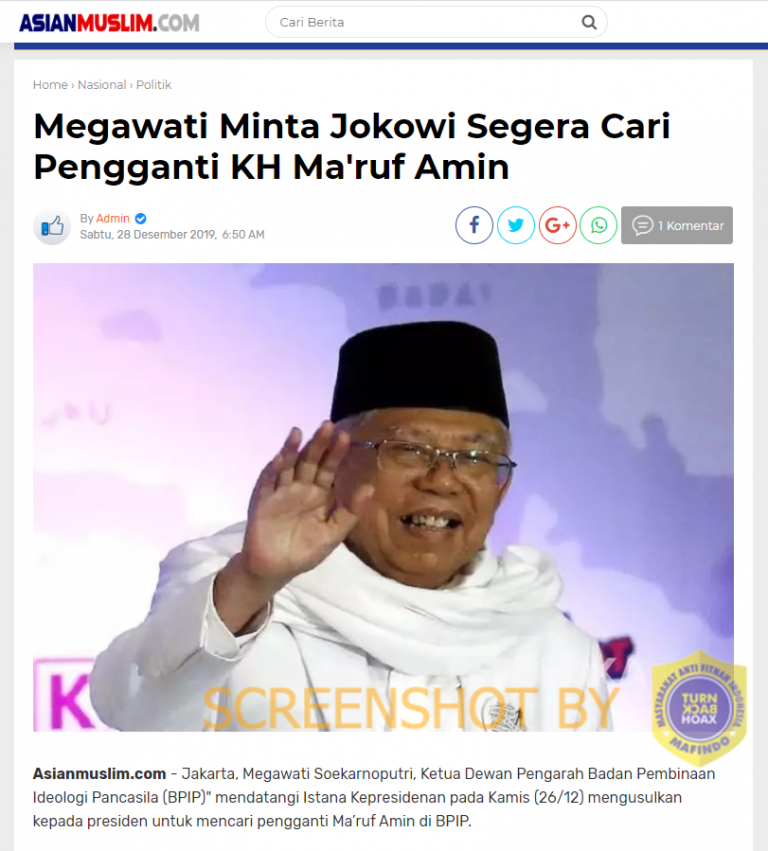 ASIANMUSLIM.COM
Cari Berita
Home › Nasional › Politik
Megawati Minta Jokowi Segera Cari
Pengganti KH Ma'ruf Amin
By Admin
Sabtu, 28 Desember 2019, 6:50 AM
1 Komentar
K
SCREENSHOT BY
MASYARAKAT ANTI FITNAH INDONESIA
TURN
BACK
HOAX
MAFINDO
Asianmuslim.com - Jakarta, Megawati Soekarnoputri, Ketua Dewan Pengarah Badan Pembinaan
Ideologi Pancasila (BPIP)" mendatangi Istana Kepresidenan pada Kamis (26/12) mengusulkan
kepada presiden untuk mencari pengganti Ma'ruf Amin di BPIP.